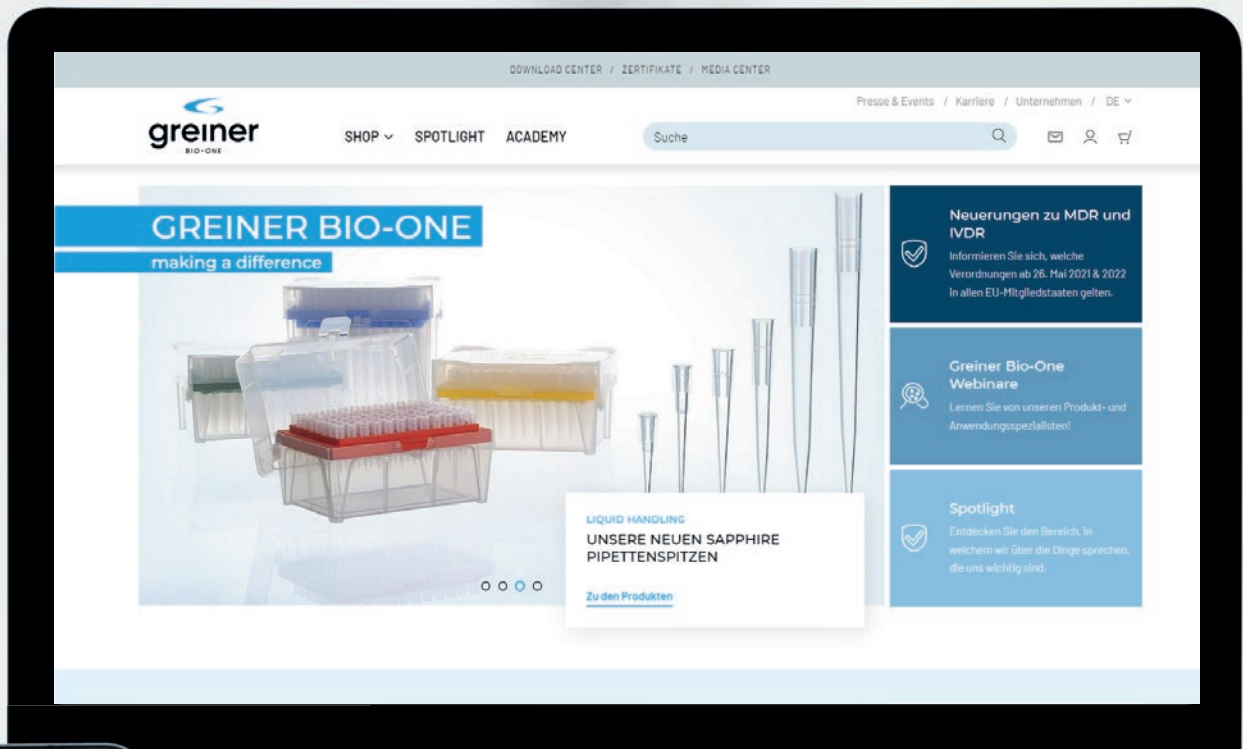 DOWNLOAD CENTER / ZERTIFIKATE / MEDIA CENTER
Presse & Events / Karriere / Unternehmen / DE
greiner
BIO-ONE
SHOP SPOTLIGHT ACADEMY
Suche
GREINER BIO-ONE
making a difference
LIQUID HANDLING
UNSERE NEUEN SAPPHIRE
PIPETTENSPITZEN
Zu den Produkten
Neuerungen zu MDR und
IVDR
Informieren Sie sich, welche
Verordnungen ab 26. Mai 2021 & 2022
in allen EU-Mitgliedstaaten gelten.
Greiner Bio-One
Webinare
Lernen Sie von unseren Produkt- und
Anwendungsspezialisten!
Spotlight
Entdecken Sie den Bereich, in
welchem wir über die Dinge sprechen,
die uns wichtig sind.